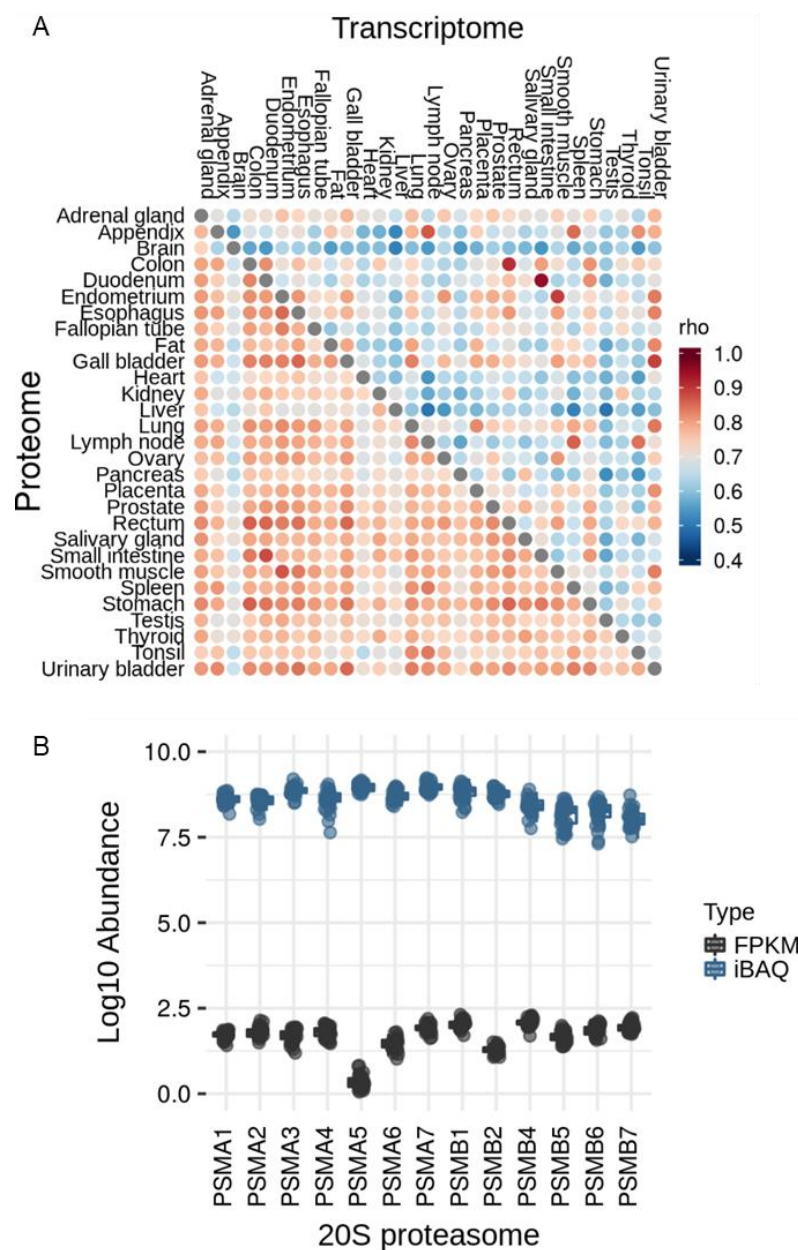 A
Transcriptome
Adrenal gland
Appendix
Brain
Colon
Duodenum
Endometrium
Esophagus
Fallopian tube
Fat
Gall bladder
Heart
Kidney
Liver
Lung
Lymph node
Ovary
Pancreas
Placenta
Prostate
Rectum
Salivary gland
Small intestine
Smooth muscle
Spleen
Stomach
Testis
Thyroid
Tonsil
Urinary bladder
Proteome
Adrenal gland
Appendix
Brain
Colon
Duodenum
Endometrium
Esophagus
Fallopian tube
Fat
Gall bladder
Heart
Kidney
Liver
Lung
Lymph node
Ovary
Pancreas
Placenta
Prostate
Rectum
Salivary gland
Small intestine
Smooth muscle
Spleen
Stomach
Testis
Thyroid
Tonsil
Urinary bladder
rho
1.0
0.9
0.8
0.7
0.6
0.5
0.4
B
Log10 Abundance
10.0
7.5
5.0
2.5
0.0
PSMA1
PSMA2
PSMA3
PSMA4
PSMA5
PSMA6
PSMA7
PSMB1
PSMB2
PSMB4
PSMB5
PSMB6
PSMB7
20S proteasome
Type
FPKM
iBAQ